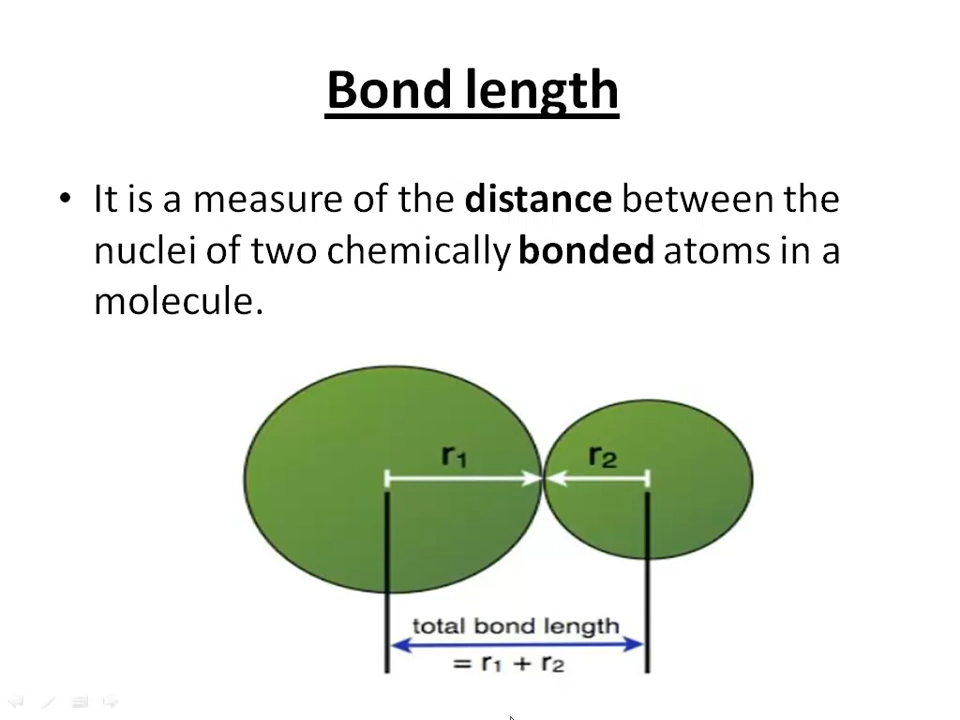 Bond length
• It is a measure of the distance between the
nuclei of two chemically bonded atoms in a
molecule.
r₁ r₂
total bond length
= r₁ + r₂